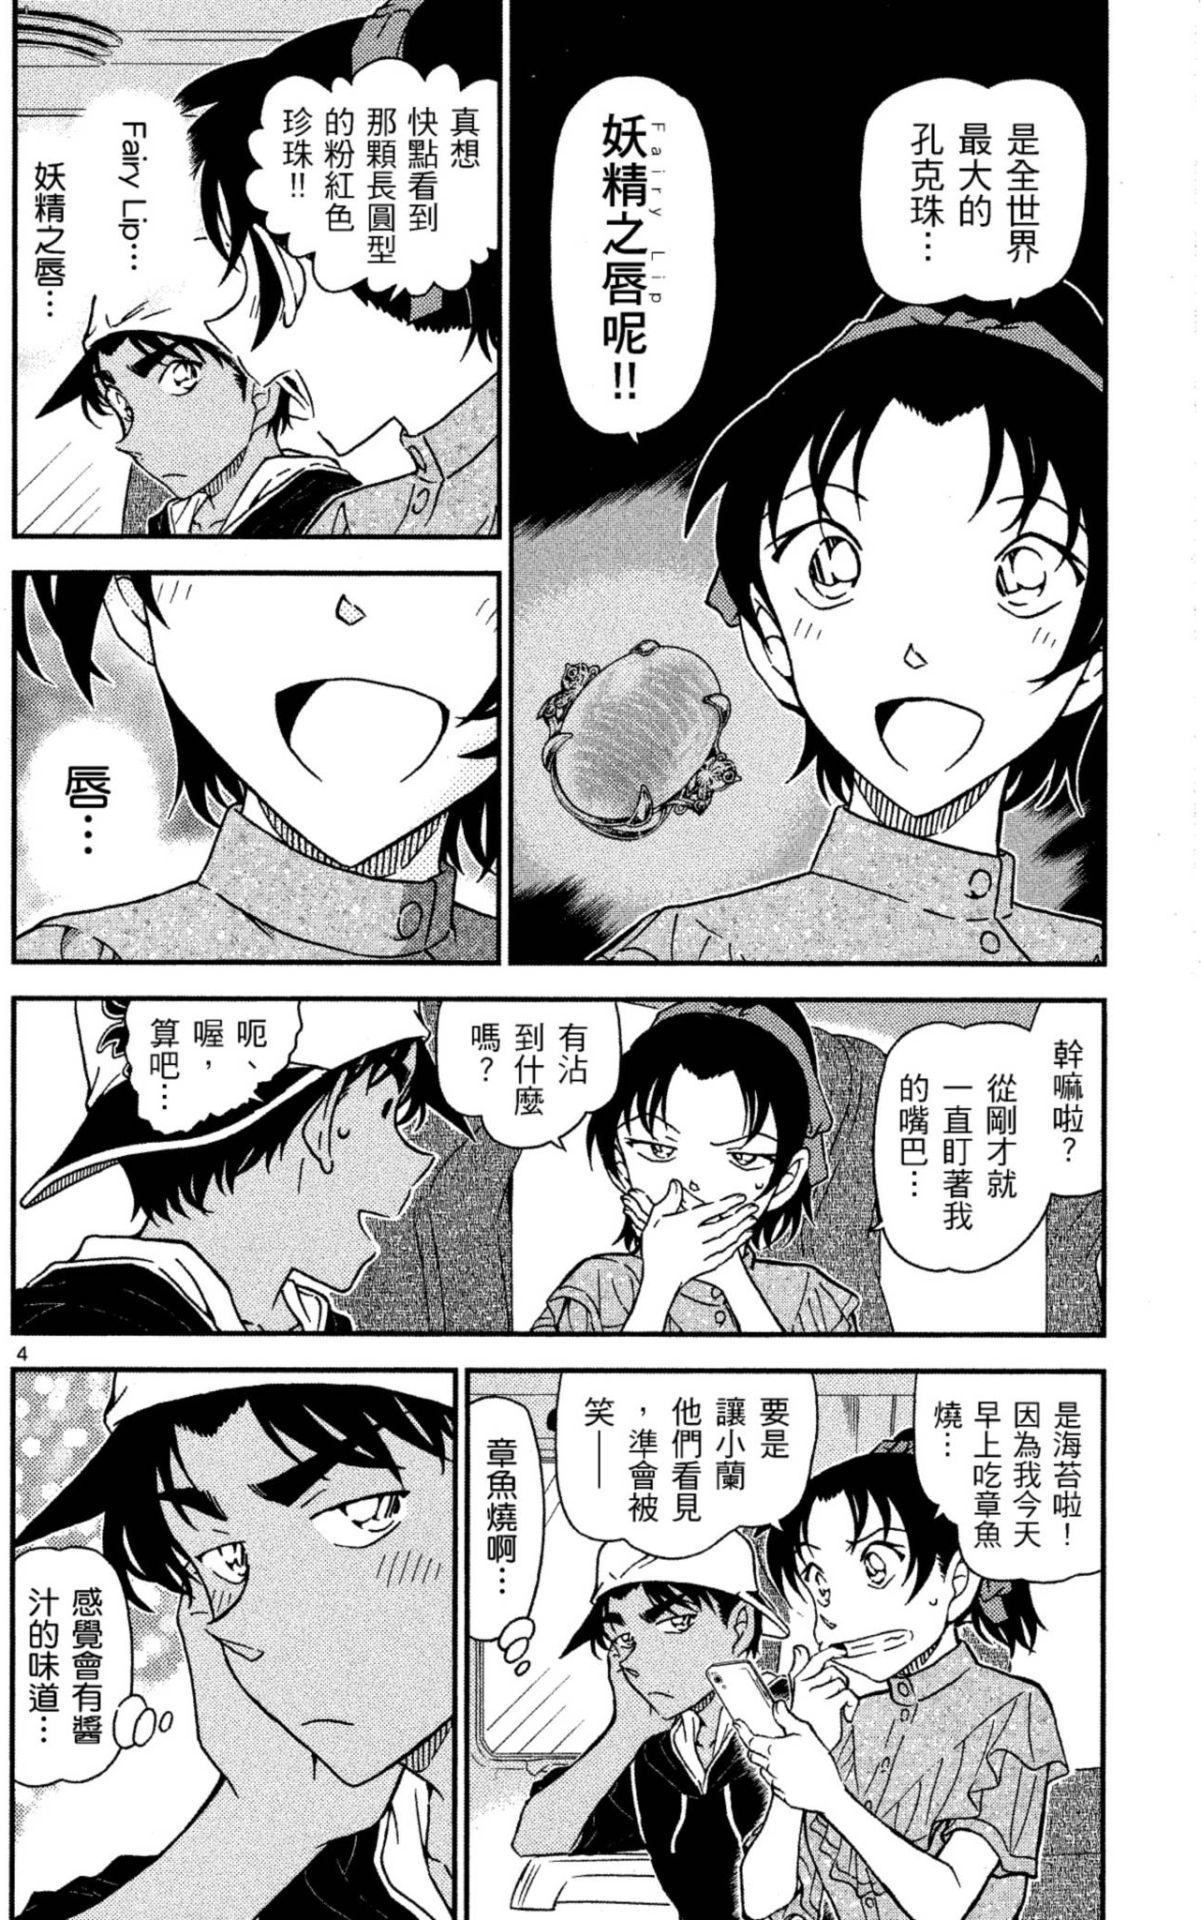 是全世界
最大的
孔克珠…
Fairy Lip
妖精之唇呢!!
真想
快點看到
那顆長圓型
的粉紅色
珍珠!!
Fairy Lip…
妖精之唇…
唇…
幹嘛啦？
從剛才就
一直盯著我
的嘴巴…
有沾
到什麼
嗎？
呃、
喔，
算吧…
4
是海苔啦！
因為我今天
早上吃章魚
燒…
要是
讓小蘭
他們看見
，準會被
笑——
章魚燒啊…
感覺會有醬
汁的味道…